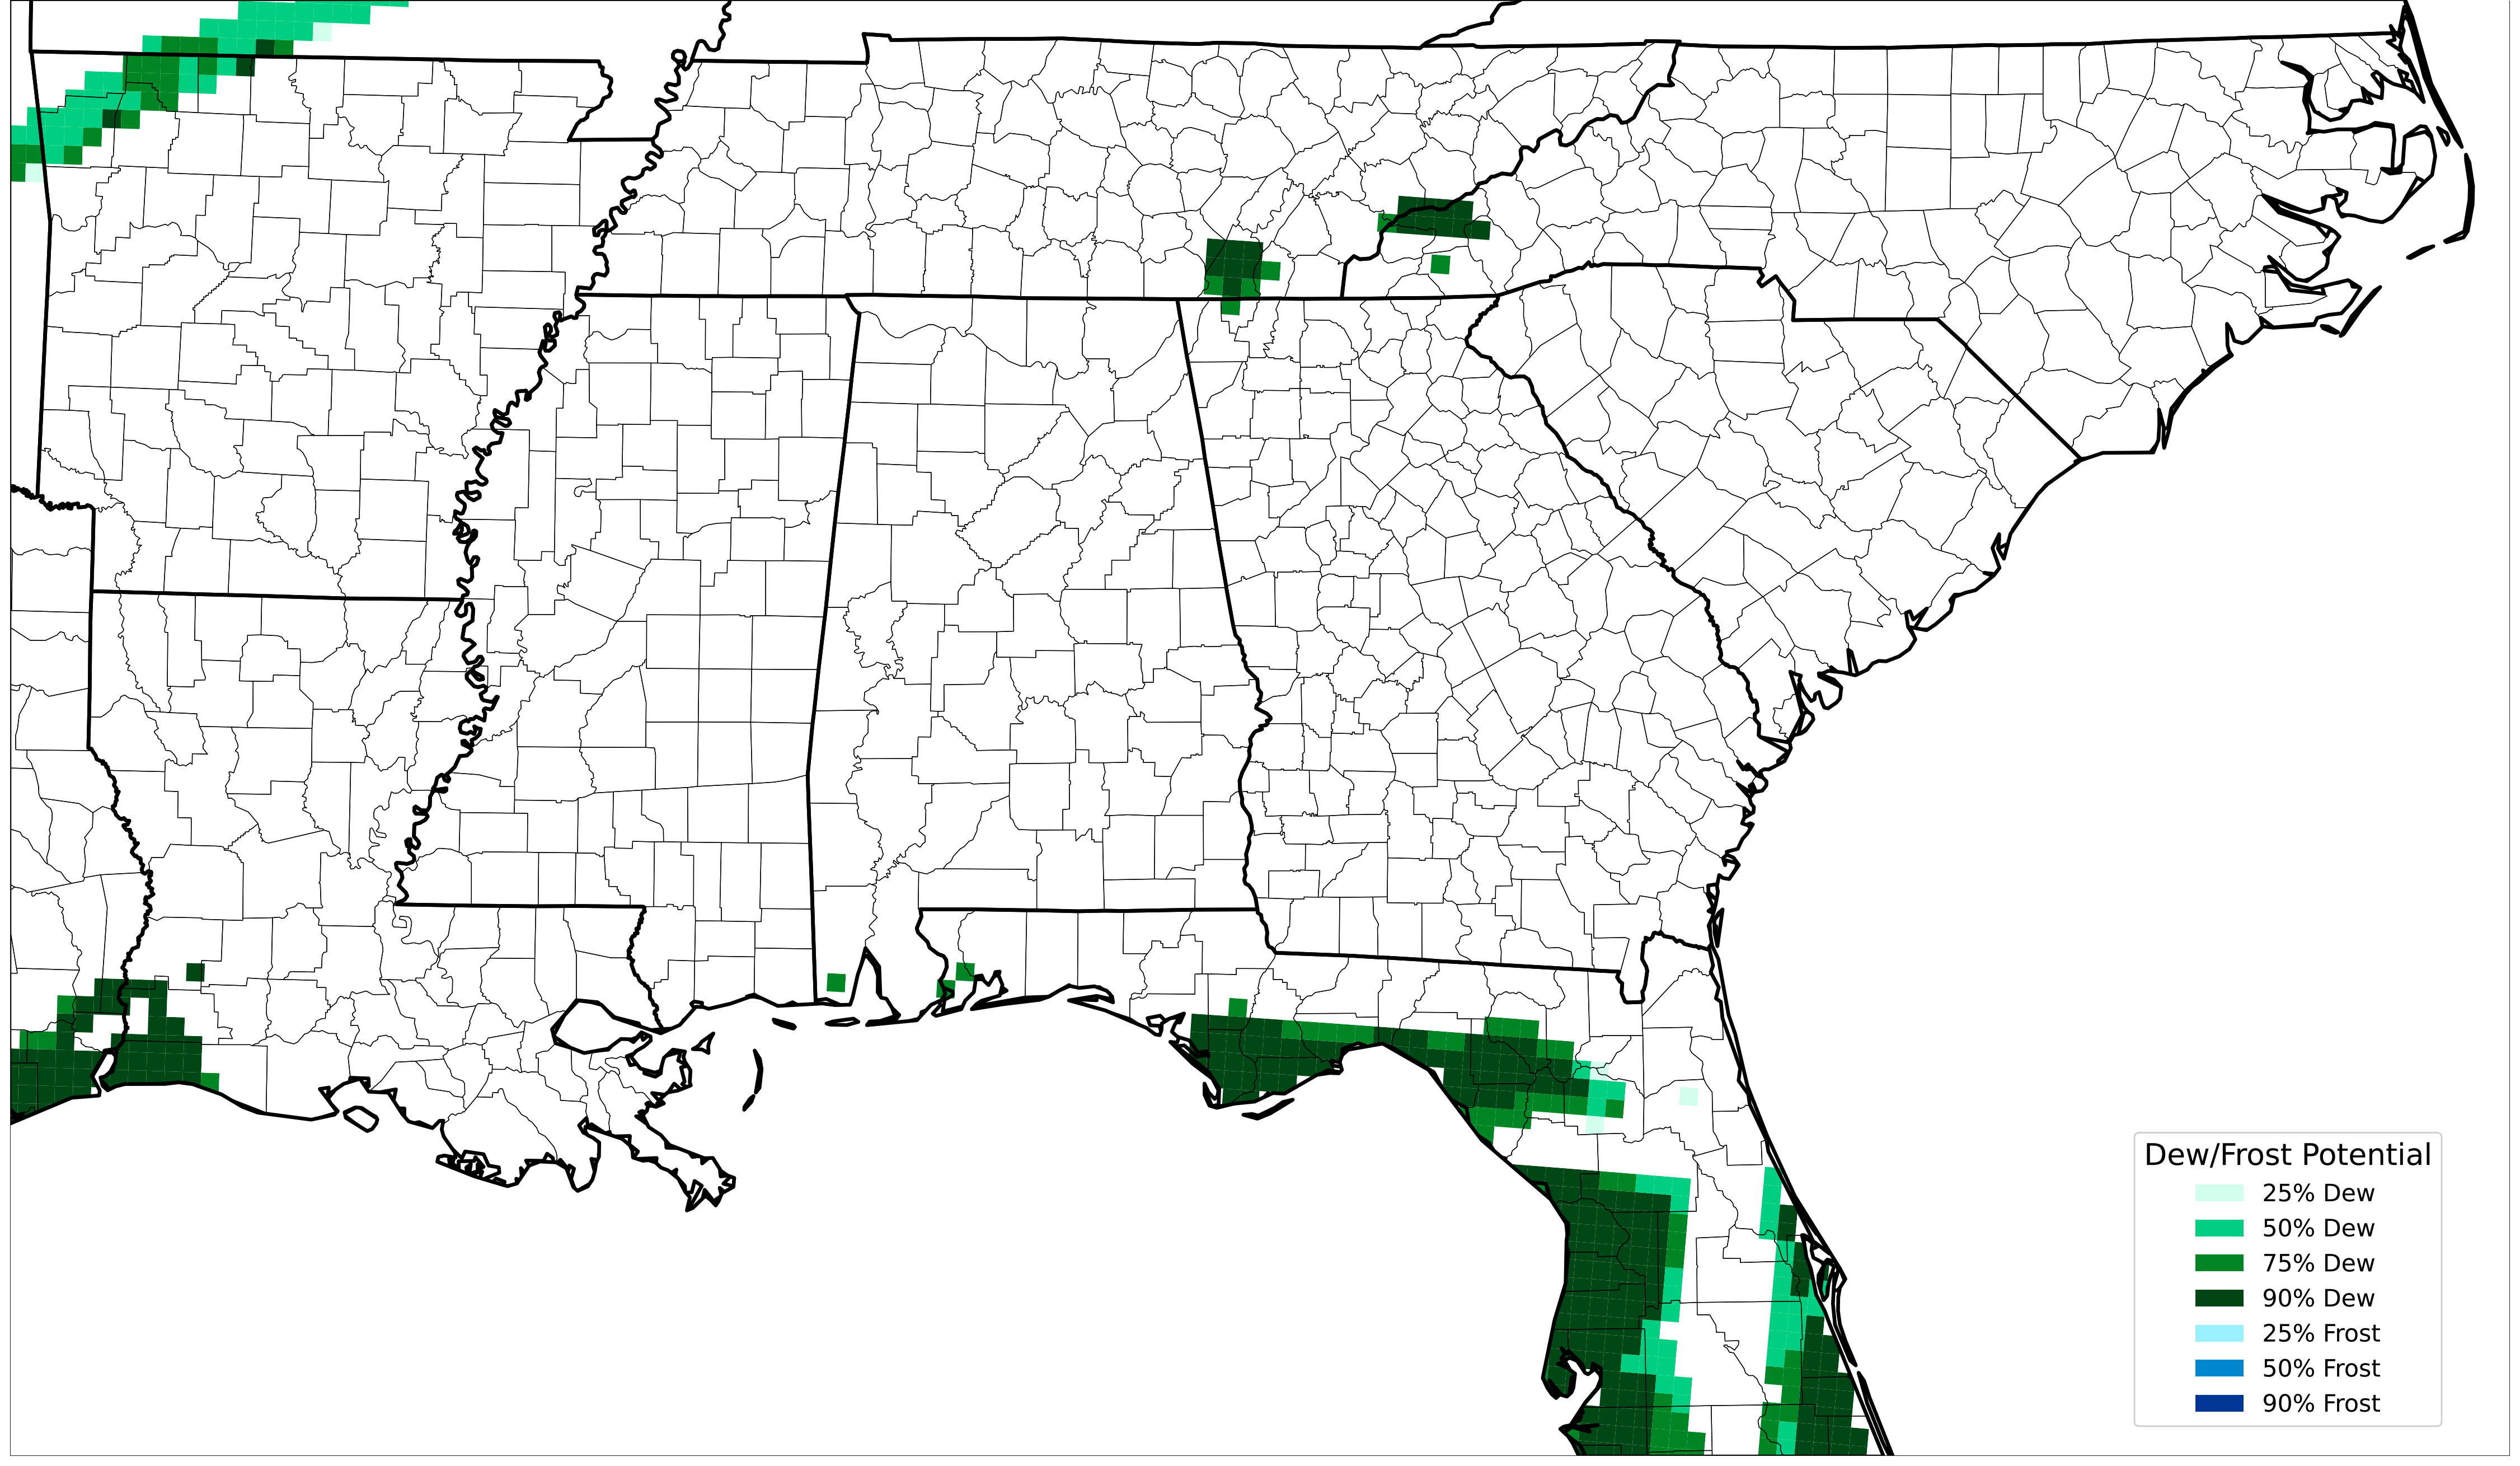 Dew/Frost Potential
25% Dew
50% Dew
75% Dew
90% Dew
25% Frost
50% Frost
90% Frost